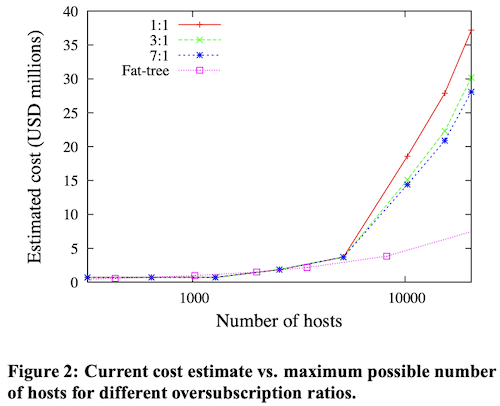 40
35
30
25
20
15
10
5
0
Estimated cost (USD millions)
1:1
3:1
7:1
Fat-tree
1000
10000
Number of hosts
Figure 2: Current cost estimate vs. maximum possible number
of hosts for different oversubscription ratios.